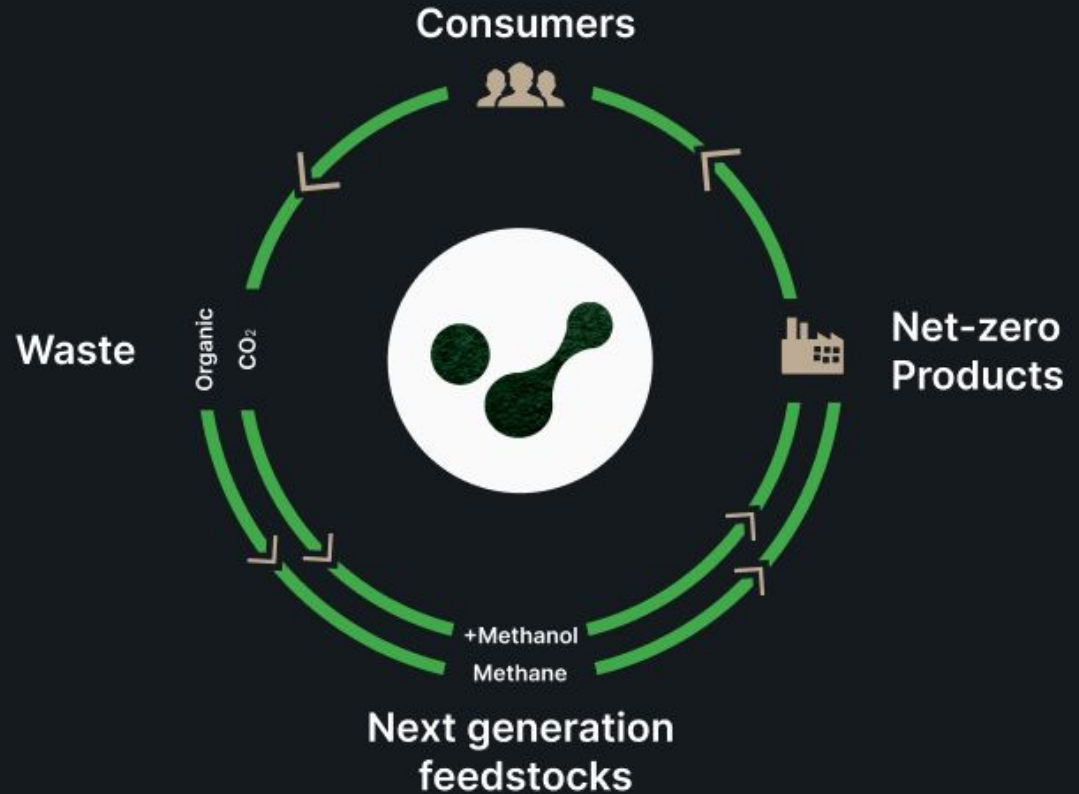 Consumers
Waste
Organic
CO₂
Net-zero
Products
+Methanol
Methane
Next generation
feedstocks